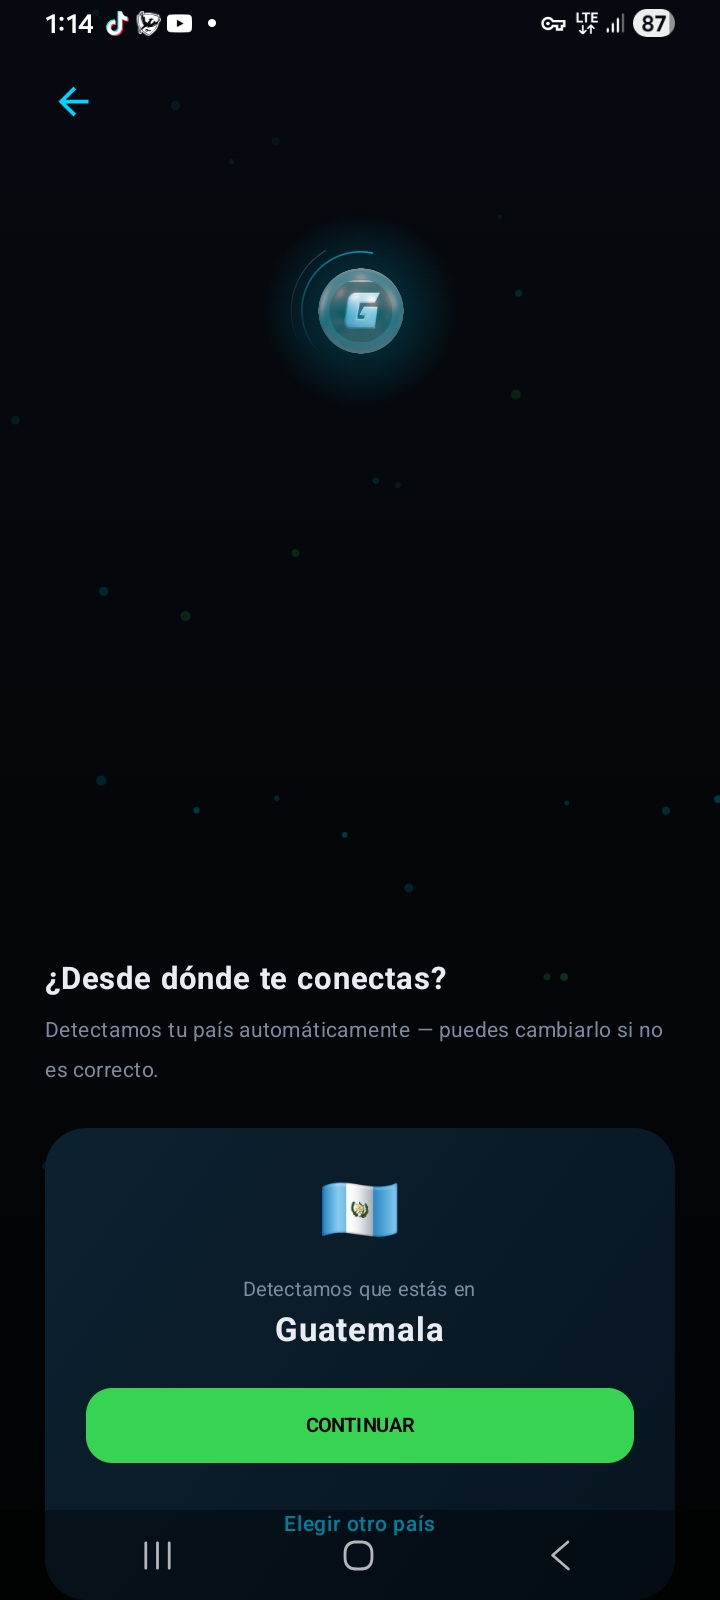 1:14
LTE
87
G
¿Desde dónde te conectas?
Detectamos tu país automáticamente — puedes cambiarlo si no
es correcto.
Detectamos que estás en
Guatemala
CONTINUAR
Elegir otro país